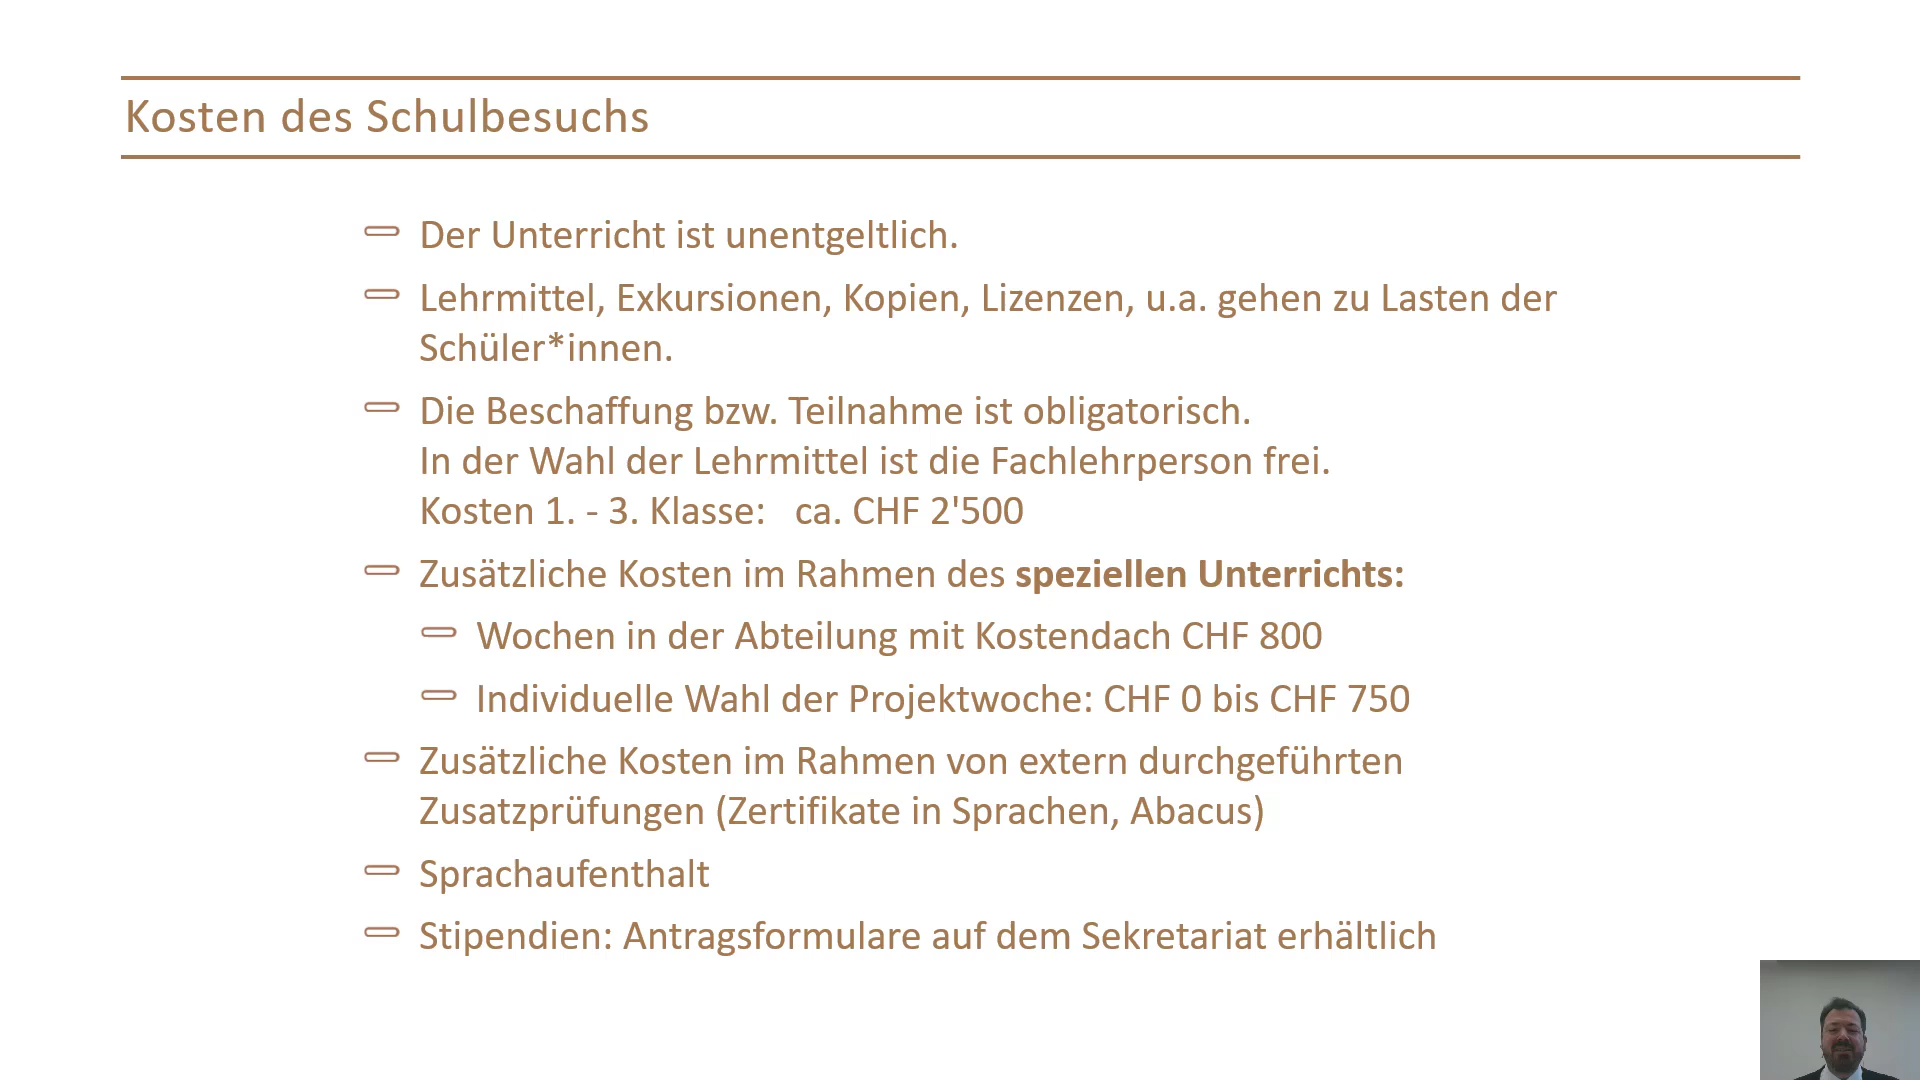 Kosten des Schulbesuchs
Der Unterricht ist unentgeltlich.
Lehrmittel, Exkursionen, Kopien, Lizenzen, u.a. gehen zu Lasten der
Schüler*innen.
Die Beschaffung bzw. Teilnahme ist obligatorisch.
In der Wahl der Lehrmittel ist die Fachlehrperson frei.
Kosten 1. - 3. Klasse: ca. CHF 2'500
Zusätzliche Kosten im Rahmen des speziellen Unterrichts:
Wochen in der Abteilung mit Kostendach CHF 800
Individuelle Wahl der Projektwoche: CHF 0 bis CHF 750
Zusätzliche Kosten im Rahmen von extern durchgeführten
Zusatzprüfungen (Zertifikate in Sprachen, Abacus)
Sprachaufenthalt
Stipendien: Antragsformulare auf dem Sekretariat erhältlich